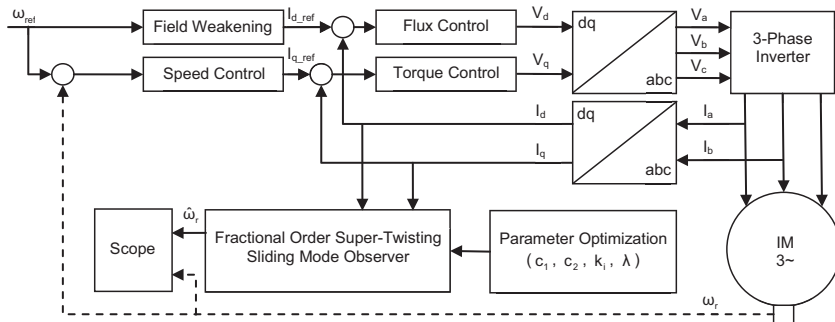 ω_ref
Field Weakening
I_d_ref
Flux Control
V_d
dq
abc
V_a
V_b
V_c
3-Phase
Inverter
Speed Control
I_q_ref
Torque Control
V_q
I_d
I_q
dq
abc
I_a
I_b
Scope
ω̂_r
Fractional Order Super-Twisting
Sliding Mode Observer
Parameter Optimization
( c_1 , c_2 , k_i , λ )
IM
3~
ω_r